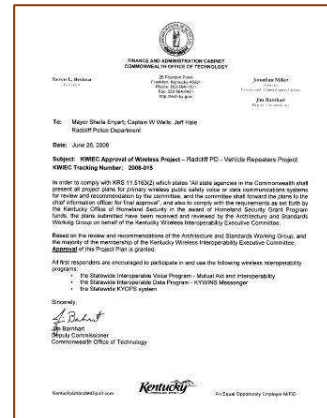 FINANCE AND ADMINISTRATION CABINET
COMMONWEALTH OFFICE OF TECHNOLOGY
Steven L. Beshear
Governor
Jonathan Miller
Jim Barnhart
To: Mayor Sheila Enyart; Captain W Wells; Jeff Hale
Radcliff Police Department
Date: June 26, 2008
Subject: KWIEC Approval of Wireless Project – Radcliff PD - Vehicle Repeaters Project
KWIEC Tracking Number: 2008-015
In order to comply with KRS 11.5163(2) which states "All state agencies in the Commonwealth shall
present all project plans for primary wireless public safety voice or data communications systems
for review and recommendation by the committee, and the committee shall forward the plans to the
chief information officer for final approval", and also to comply with the requirements as set forth by
the Kentucky Office of Homeland Security in the award of Homeland Security Grant Program
funds, the plans submitted have been received and reviewed by the Architecture and Standards
Working Group on behalf of the Kentucky Wireless Interoperability Executive Committee.
Based on the review and recommendations of the Architecture and Standards Working Group, and
the majority of the membership of the Kentucky Wireless Interoperability Executive Committee,
Approval of this Project Plan is granted.
All first responders are encouraged to participate in and use the following wireless interoperability
programs:
• the Statewide Interoperable Voice Program - Mutual Aid and Interoperability
• the Statewide Interoperable Data Program - KYWINS Messenger
• the Statewide KYOPS system
Sincerely,
Jim Barnhart
Deputy Commissioner
Commonwealth Office of Technology
KentuckyUnbridledSpirit.com
Kentucky
An Equal Opportunity Employer M/F/D